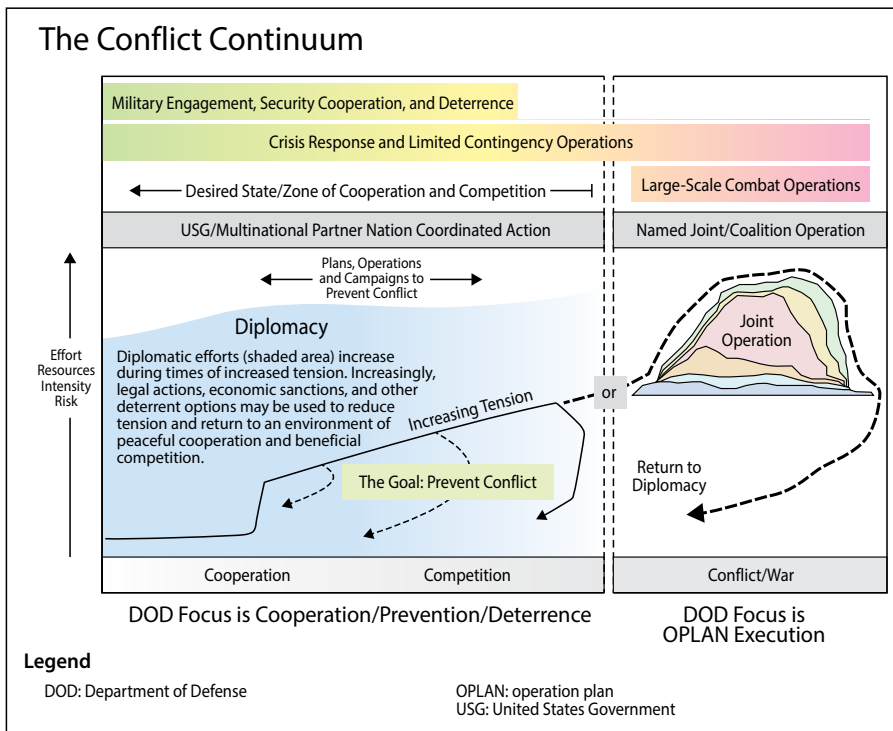 The Conflict Continuum
Military Engagement, Security Cooperation, and Deterrence
Crisis Response and Limited Contingency Operations
Desired State/Zone of Cooperation and Competition
Large-Scale Combat Operations
USG/Multinational Partner Nation Coordinated Action
Named Joint/Coalition Operation
Plans, Operations
and Campaigns to
Prevent Conflict
Effort
Resources
Intensity
Risk
Diplomacy
Diplomatic efforts (shaded area) increase
during times of increased tension. Increasingly,
legal actions, economic sanctions, and other
deterrent options may be used to reduce
tension and return to an environment of
peaceful cooperation and beneficial
competition.
Increasing Tension
The Goal: Prevent Conflict
or
Joint
Operation
Return to
Diplomacy
Cooperation
Competition
Conflict/War
DOD Focus is Cooperation/Prevention/Deterrence
DOD Focus is
OPLAN Execution
Legend
DOD: Department of Defense
OPLAN: operation plan
USG: United States Government